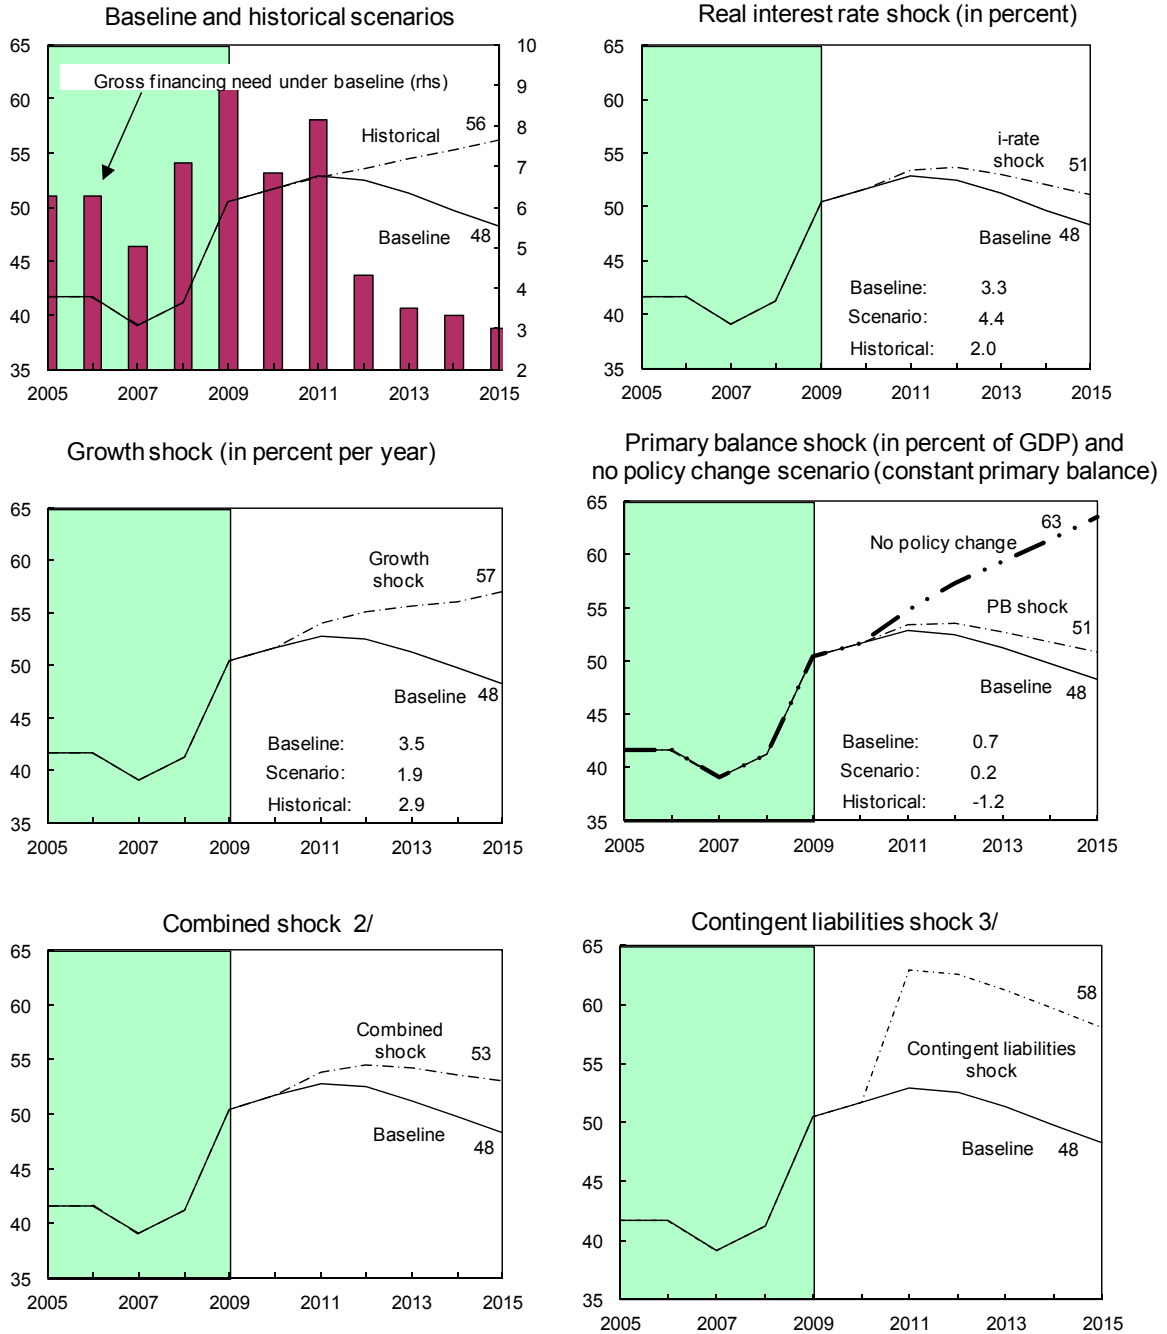 Baseline and historical scenarios
65
60
55
50
45
40
35
10
9
8
7
6
5
4
3
2
Gross financing need under baseline (rhs)
Historical
56
Baseline
48
2005 2007 2009 2011 2013 2015
Real interest rate shock (in percent)
65
60
55
50
45
40
35
i-rate
shock
51
Baseline 48
Baseline: 3.3
Scenario: 4.4
Historical: 2.0
2005 2007 2009 2011 2013 2015
Growth shock (in percent per year)
65
60
55
50
45
40
35
Growth
shock
57
Baseline 48
Baseline: 3.5
Scenario: 1.9
Historical: 2.9
2005 2007 2009 2011 2013 2015
Primary balance shock (in percent of GDP) and
no policy change scenario (constant primary balance)
65
60
55
50
45
40
35
63
No policy change
PB shock
51
Baseline
48
Baseline: 0.7
Scenario: 0.2
Historical: -1.2
2005 2007 2009 2011 2013 2015
Combined shock 2/
65
60
55
50
45
40
35
Combined
shock
53
Baseline
48
2005 2007 2009 2011 2013 2015
Contingent liabilities shock 3/
65
60
55
50
45
40
35
58
Contingent liabilities
shock
Baseline 48
2005 2007 2009 2011 2013 2015